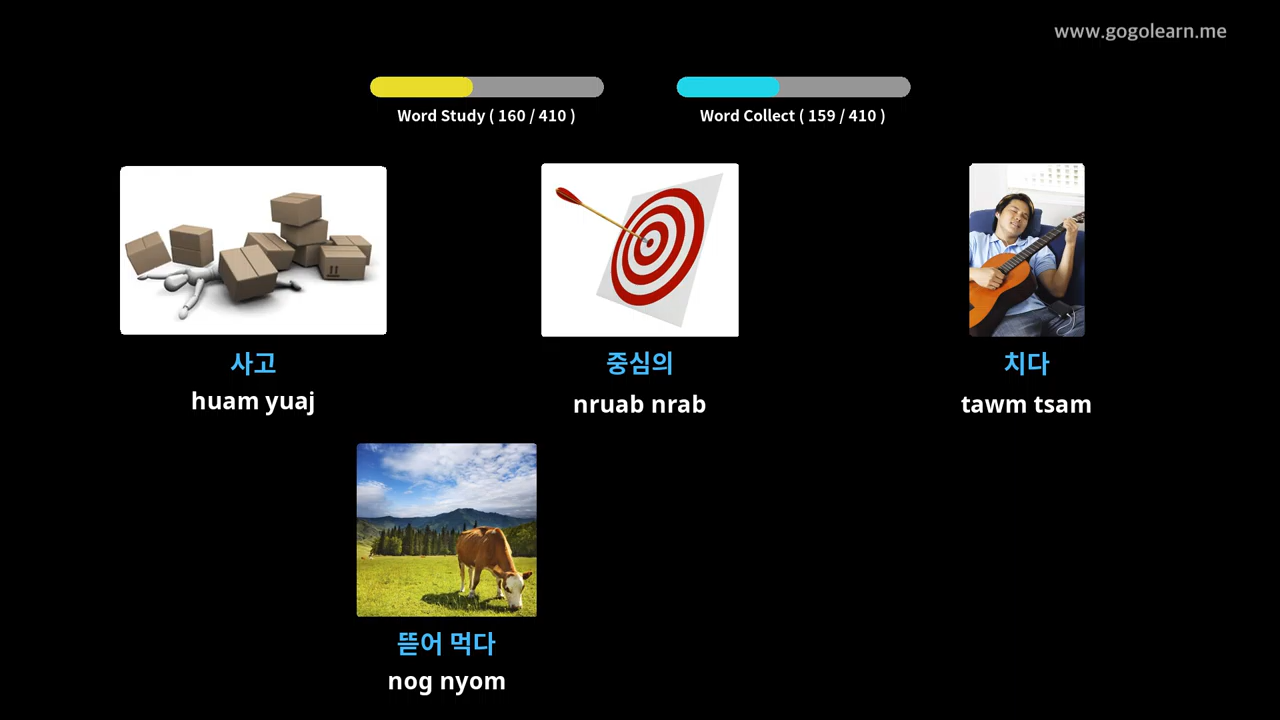 www.gogolearn.me
Word Study ( 160 / 410 )
Word Collect ( 159 / 410 )
사고
huam yuaj
중심의
nruab nrab
치다
tawm tsam
뜯어 먹다
nog nyom